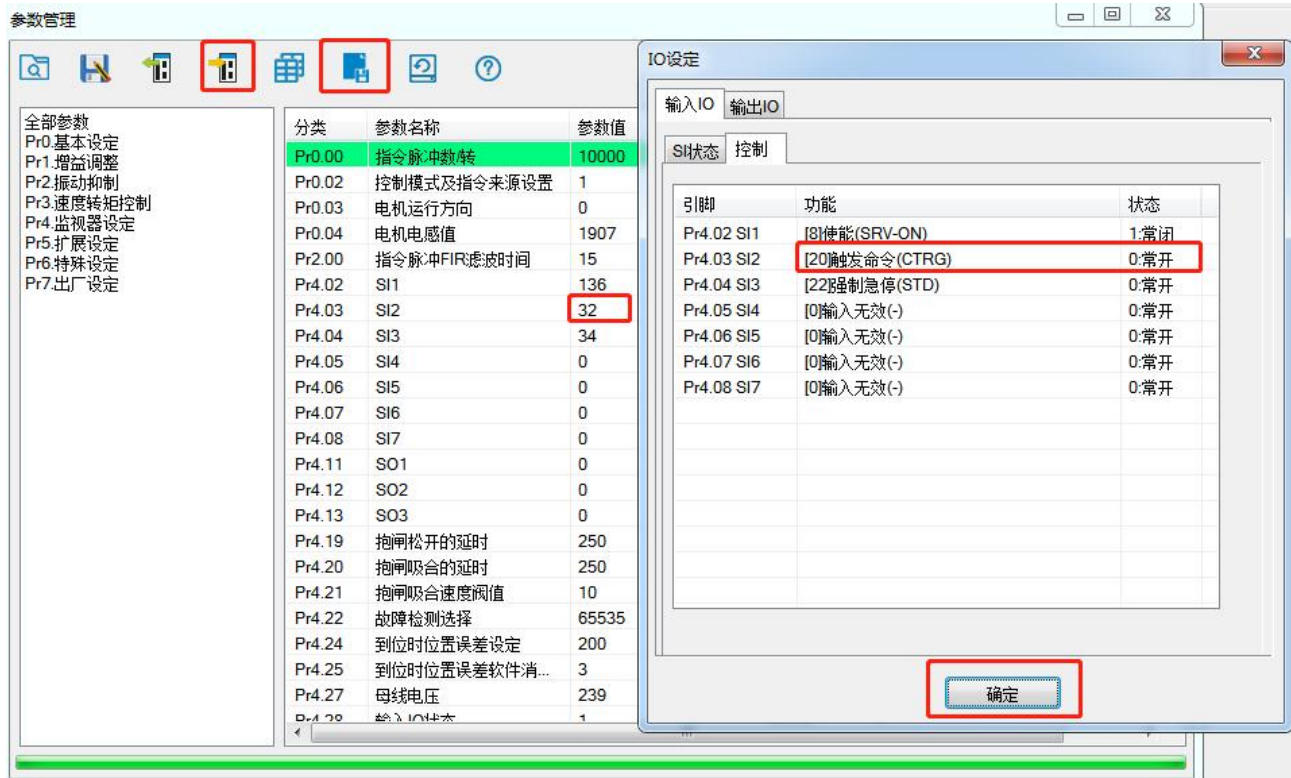 参数管理
全部参数
Pr0.基本设定
Pr1.增益调整
Pr2.振动抑制
Pr3.速度转矩控制
Pr4.监视器设定
Pr5.扩展设定
Pr6.特殊设定
Pr7.出厂设定
分类 参数名称 参数值
Pr0.00 指令脉冲数/转 10000
Pr0.02 控制模式及指令来源设置 1
Pr0.03 电机运行方向 0
Pr0.04 电机电感值 1907
Pr2.00 指令脉冲FIR滤波时间 15
Pr4.02 SI1 136
Pr4.03 SI2 32
Pr4.04 SI3 34
Pr4.05 SI4 0
Pr4.06 SI5 0
Pr4.07 SI6 0
Pr4.08 SI7 0
Pr4.11 SO1 0
Pr4.12 SO2 0
Pr4.13 SO3 0
Pr4.19 抱闸松开的延时 250
Pr4.20 抱闸吸合的延时 250
Pr4.21 抱闸吸合速度阀值 10
Pr4.22 故障检测选择 65535
Pr4.24 到位时位置误差设定 200
Pr4.25 到位时位置误差软件消... 3
Pr4.27 母线电压 239
Pr4.28 输入IO状态 1
IO设定
输入IO 输出IO
SI状态 控制
引脚 功能 状态
Pr4.02 SI1 [8]使能(SRV-ON) 1:常闭
Pr4.03 SI2 [20]触发命令(CTRG) 0:常开
Pr4.04 SI3 [22]强制急停(STD) 0:常开
Pr4.05 SI4 [0]输入无效(-) 0:常开
Pr4.06 SI5 [0]输入无效(-) 0:常开
Pr4.07 SI6 [0]输入无效(-) 0:常开
Pr4.08 SI7 [0]输入无效(-) 0:常开
确定